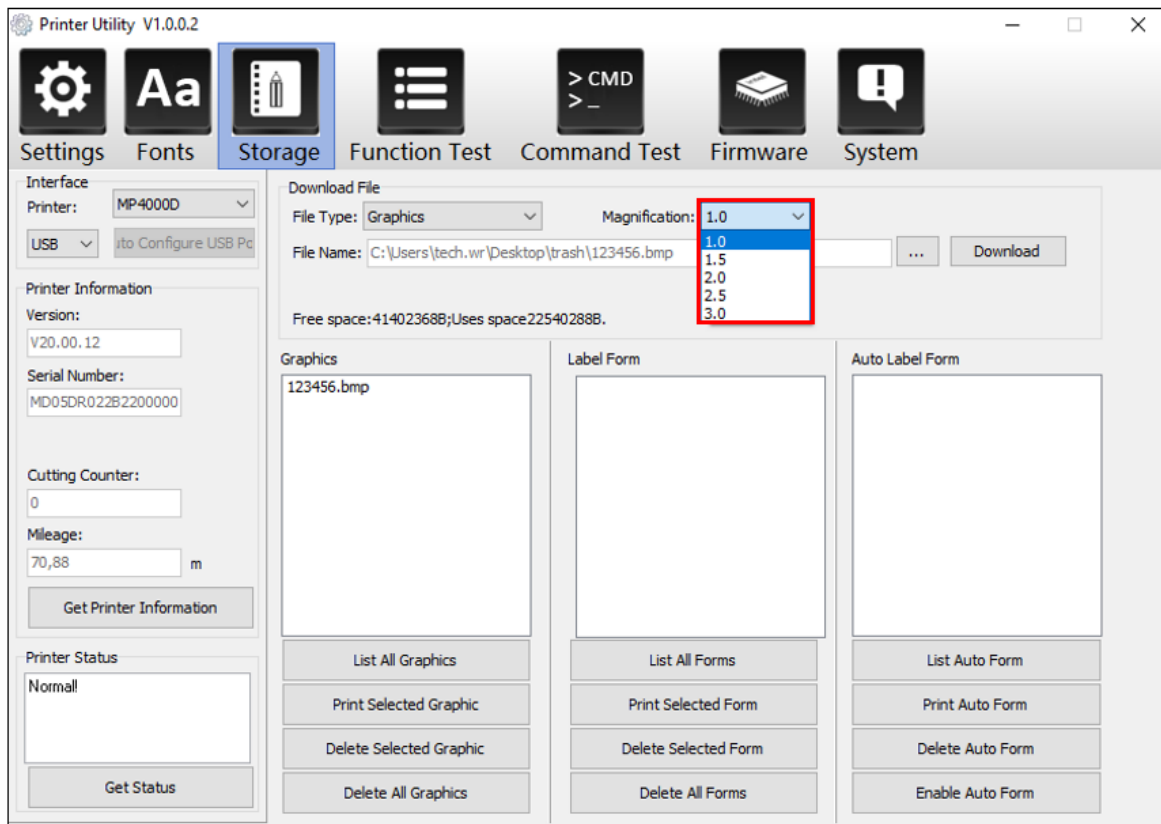 Printer Utility V1.0.0.2
Aa
> CMD
> _
Settings Fonts Storage Function Test Command Test Firmware System
Interface
Printer: MP4000D
USB uto Configure USB Po
Printer Information
Version:
V20.00.12
Serial Number:
MD05DR022B2200000
Cutting Counter:
0
Mileage:
70,88 m
Get Printer Information
Printer Status
Normal!
Get Status
Download File
File Type: Graphics Magnification: 1.0
1.0
1.5
2.0
2.5
3.0
File Name: C:\Users\tech.wr\Desktop\trash\123456.bmp ... Download
Free space:41402368B;Uses space22540288B.
Graphics
123456.bmp
List All Graphics
Print Selected Graphic
Delete Selected Graphic
Delete All Graphics
Label Form
List All Forms
Print Selected Form
Delete Selected Form
Delete All Forms
Auto Label Form
List Auto Form
Print Auto Form
Delete Auto Form
Enable Auto Form